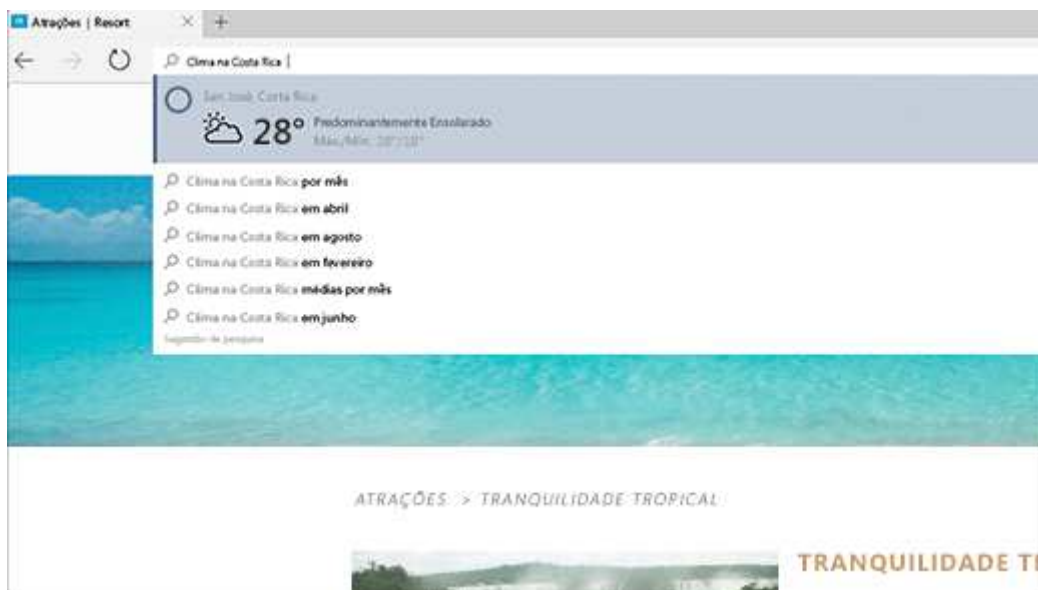 Atrações | Resort
Clima na Costa Rica
San José, Costa Rica
28° Predominantemente Ensolarado
Máx./Mín.
Clima na Costa Rica por mês
Clima na Costa Rica em abril
Clima na Costa Rica em agosto
Clima na Costa Rica em fevereiro
Clima na Costa Rica médias por mês
Clima na Costa Rica em junho
Sugestão de pesquisa
ATRAÇÕES > TRANQUILIDADE TROPICAL
TRANQUILIDADE